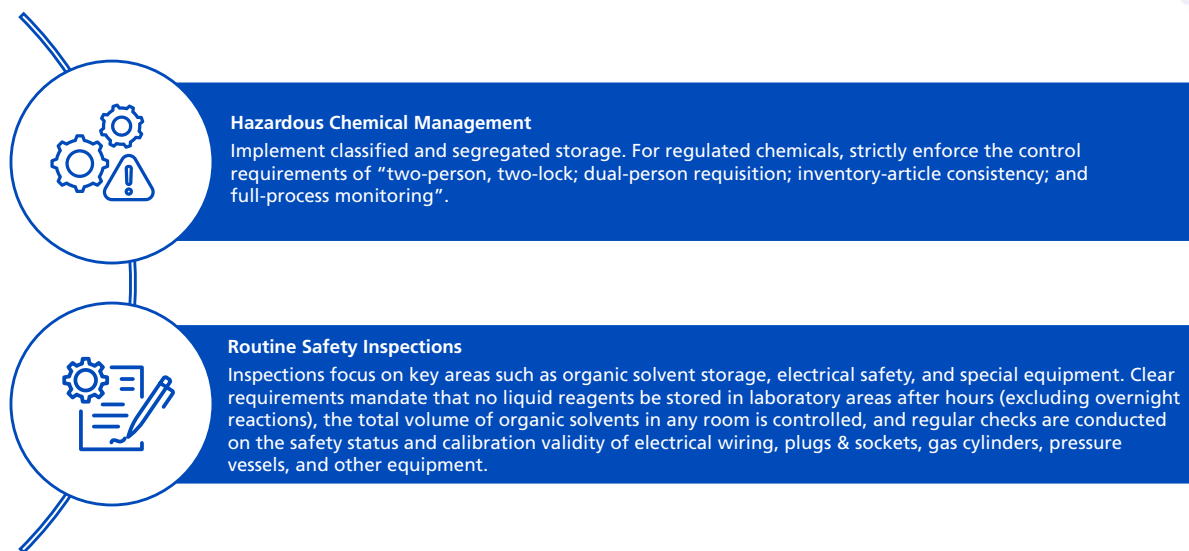 Hazardous Chemical Management
Implement classified and segregated storage. For regulated chemicals, strictly enforce the control
requirements of “two-person, two-lock; dual-person requisition; inventory-article consistency; and
full-process monitoring”.
Routine Safety Inspections
Inspections focus on key areas such as organic solvent storage, electrical safety, and special equipment. Clear
requirements mandate that no liquid reagents be stored in laboratory areas after hours (excluding overnight
reactions), the total volume of organic solvents in any room is controlled, and regular checks are conducted
on the safety status and calibration validity of electrical wiring, plugs & sockets, gas cylinders, pressure
vessels, and other equipment.